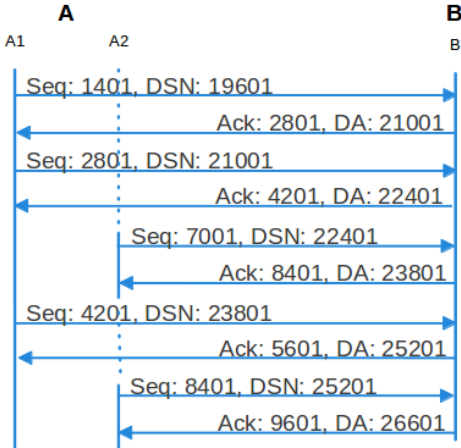 A B
A1 A2 B
Seq: 1401, DSN: 19601
Ack: 2801, DA: 21001
Seq: 2801, DSN: 21001
Ack: 4201, DA: 22401
Seq: 7001, DSN: 22401
Ack: 8401, DA: 23801
Seq: 4201, DSN: 23801
Ack: 5601, DA: 25201
Seq: 8401, DSN: 25201
Ack: 9601, DA: 26601